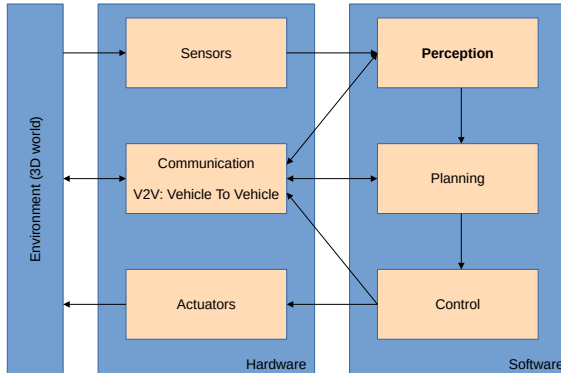 Environment (3D world)
Sensors
Perception
Communication
V2V: Vehicle To Vehicle
Planning
Actuators
Control
Hardware
Software